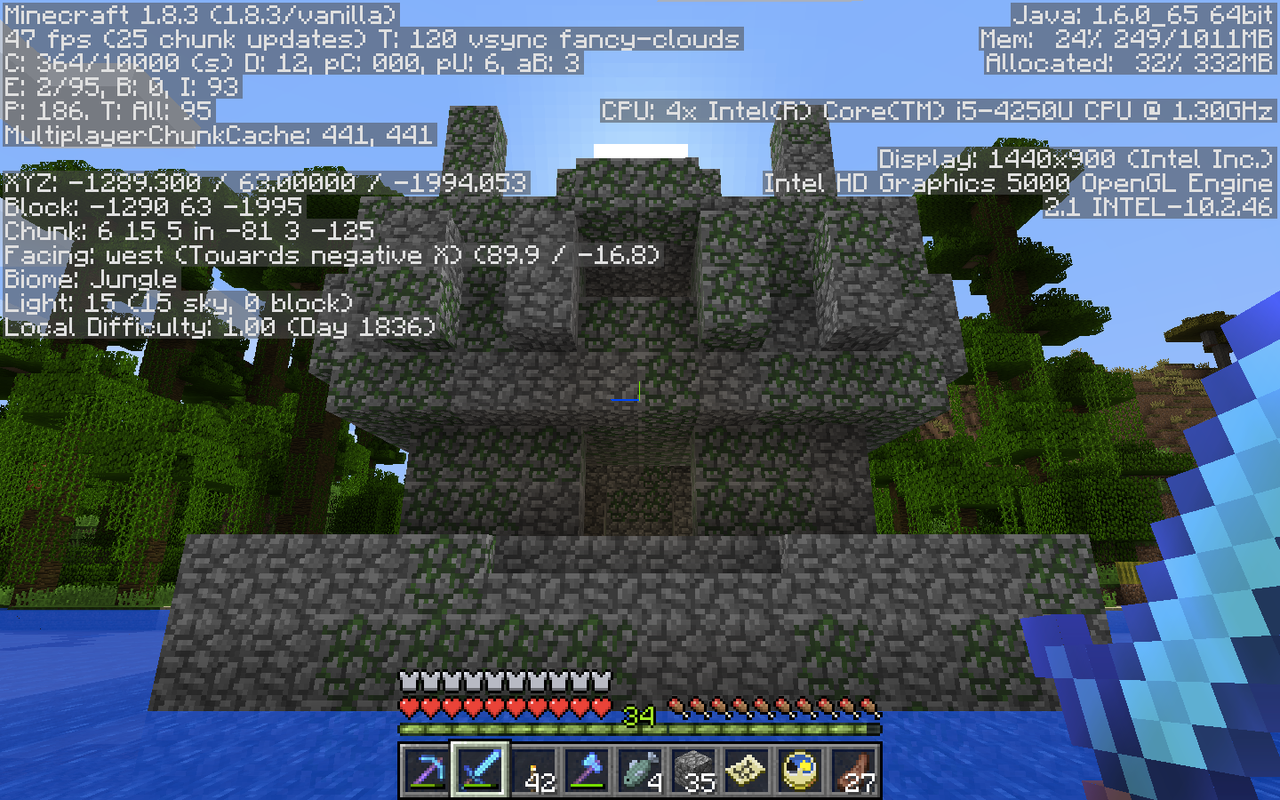 Minecraft 1.8.3 (1.8.3/vanilla)
47 fps (25 chunk updates) T: 120 vsync fancy-clouds
C: 364/10000 (s) D: 12, pC: 000, pU: 6, aB: 3
E: 2/95, B: 0, I: 93
P: 186. T: All: 95
MultiplayerChunkCache: 441, 441
XYZ: -1289.300 / 63.00000 / -1994.053
Block: -1290 63 -1995
Chunk: 6 15 5 in -81 3 -125
Facing: west (Towards negative X) (89.9 / -16.8)
Biome: Jungle
Light: 15 (15 sky, 0 block)
Local Difficulty: 1.00 (Day 1836)
Java: 1.6.0_65 64bit
Mem: 24% 249/1011MB
Allocated: 32% 332MB
CPU: 4x Intel(R) Core(TM) i5-4250U CPU @ 1.30GHz
Display: 1440x900 (Intel Inc.)
Intel HD Graphics 5000 OpenGL Engine
2.1 INTEL-10.2.46
34
42 4 35 27